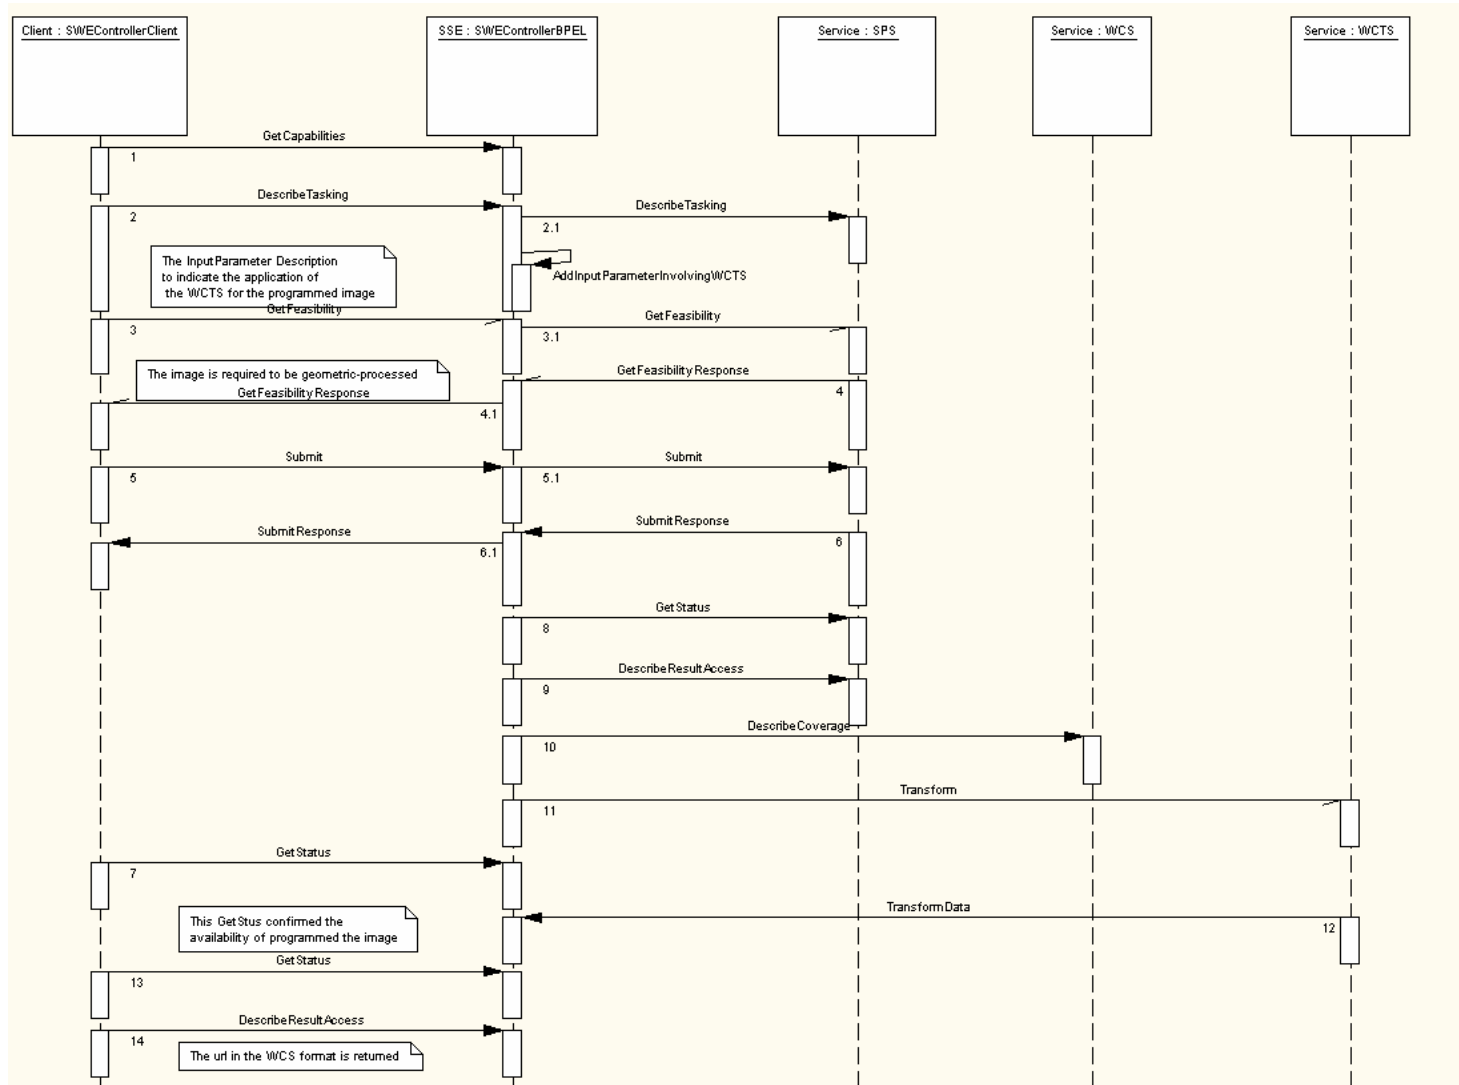 Client : SWEControllerClient
SSE : SWEControllerBPEL
Service : SPS
Service : WCS
Service : WCTS
GetCapabilities
1
DescribeTasking
2
DescribeTasking
2.1
The InputParameter Description
to indicate the application of
the WCTS for the programmed image
AddInputParameterInvolvingWCTS
GetFeasibility
3
GetFeasibility
3.1
The image is required to be geometric-processed
GetFeasibilityResponse
4
GetFeasibilityResponse
4.1
Submit
5
Submit
5.1
SubmitResponse
6
SubmitResponse
6.1
GetStatus
8
DescribeResultAccess
9
DescribeCoverage
10
Transform
11
GetStatus
7
This GetStus confirmed the
availability of programmed the image
TransformData
12
GetStatus
13
DescribeResultAccess
14
The url in the WCS format is returned